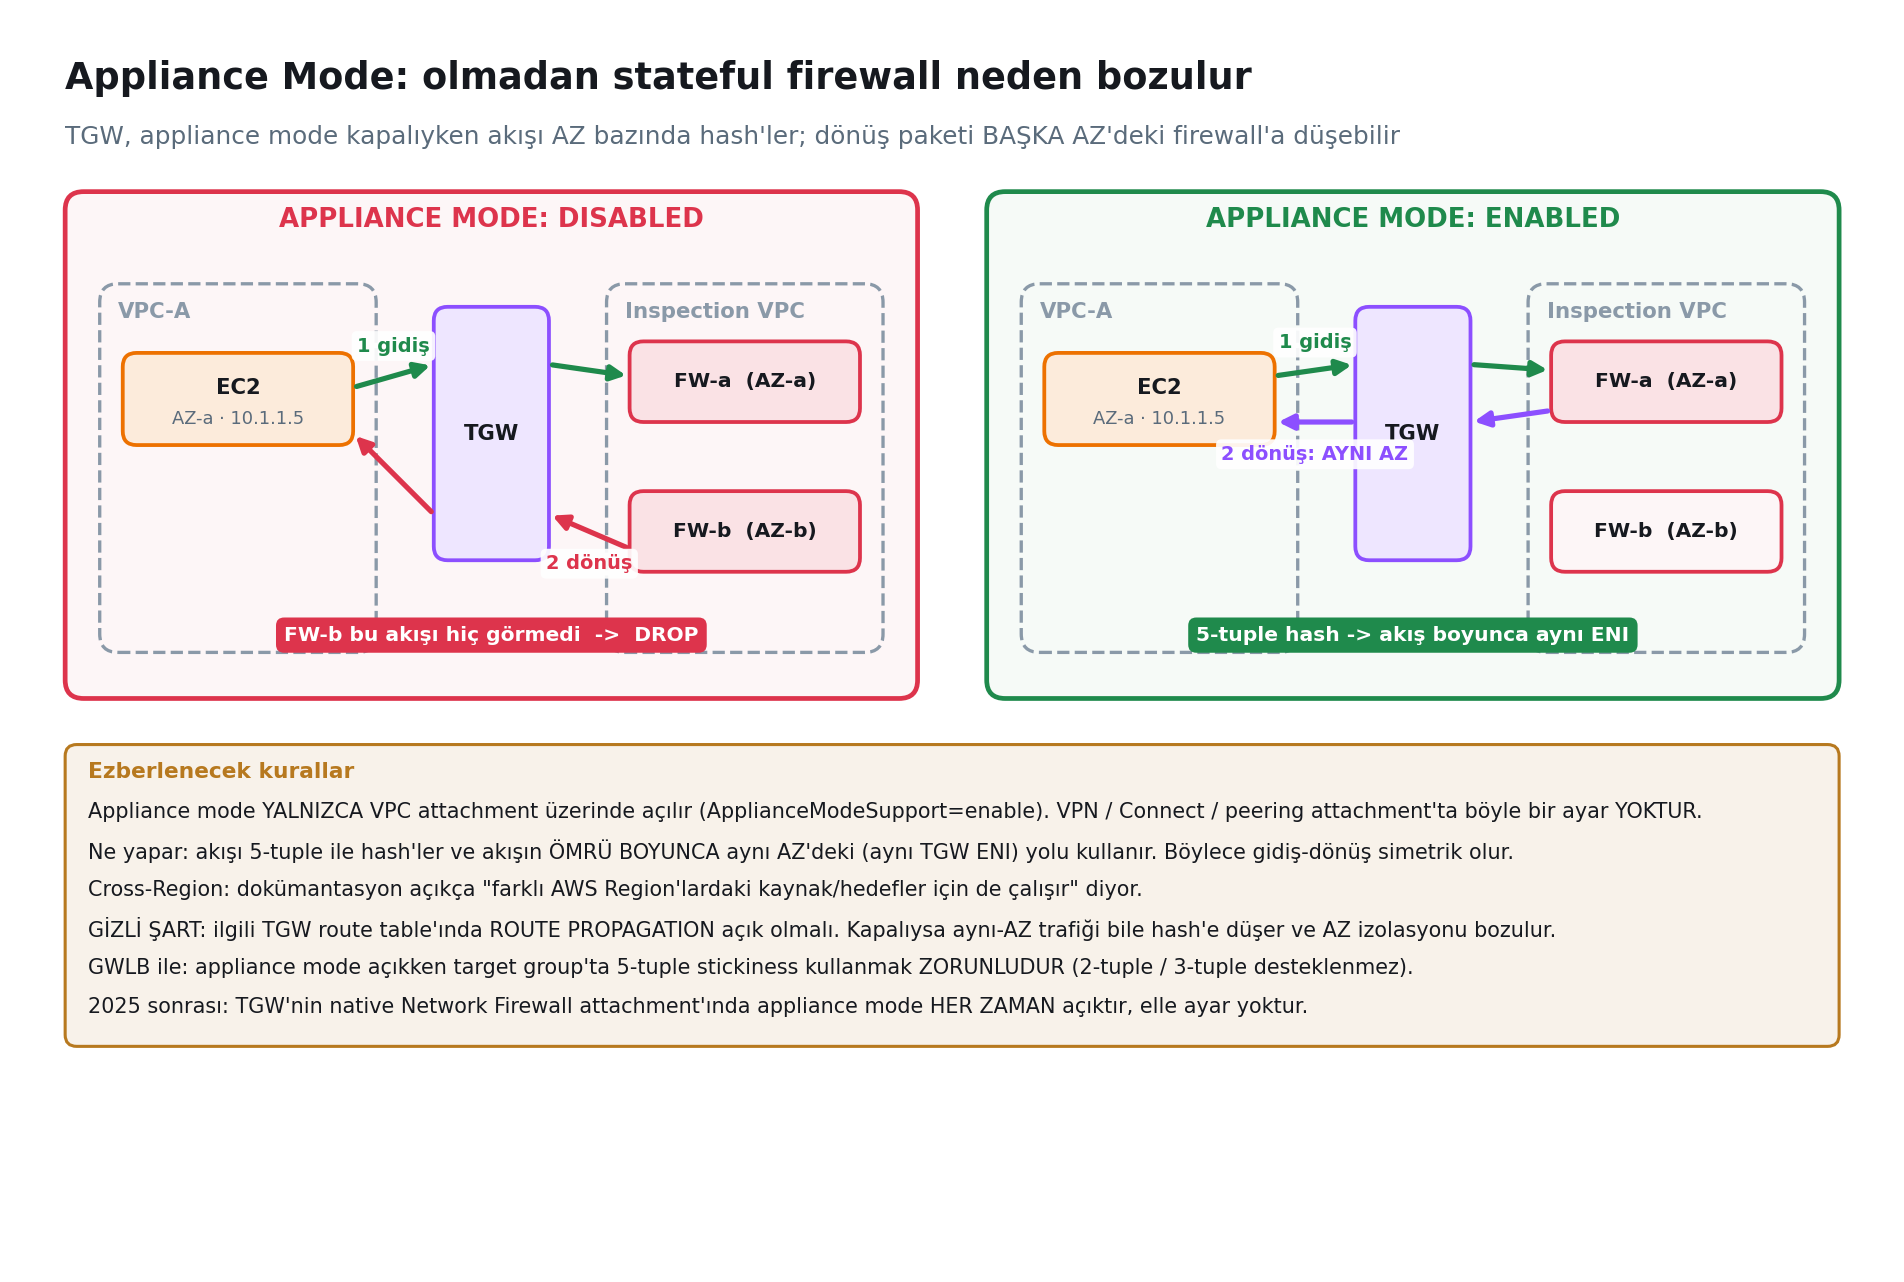 Appliance Mode: olmadan stateful firewall neden bozulur
TGW, appliance mode kapalıyken akışı AZ bazında hash'ler; dönüş paketi BAŞKA AZ'deki firewall'a düşebilir
APPLIANCE MODE: DISABLED
VPC-A
Inspection VPC
1 gidiş
EC2
AZ-a · 10.1.1.5
TGW
FW-a (AZ-a)
FW-b (AZ-b)
2 dönüş
FW-b bu akışı hiç görmedi -> DROP
APPLIANCE MODE: ENABLED
VPC-A
Inspection VPC
1 gidiş
EC2
AZ-a · 10.1.1.5
TGW
FW-a (AZ-a)
2 dönüş: AYNI AZ
FW-b (AZ-b)
5-tuple hash -> akış boyunca aynı ENI
Ezberlenecek kurallar
Appliance mode YALNIZCA VPC attachment üzerinde açılır (ApplianceModeSupport=enable). VPN / Connect / peering attachment'ta böyle bir ayar YOKTUR.
Ne yapar: akışı 5-tuple ile hash'ler ve akışın ÖMRÜ BOYUNCA aynı AZ'deki (aynı TGW ENI) yolu kullanır. Böylece gidiş-dönüş simetrik olur.
Cross-Region: dokümantasyon açıkça "farklı AWS Region'lardaki kaynak/hedefler için de çalışır" diyor.
GİZLİ ŞART: ilgili TGW route table'ında ROUTE PROPAGATION açık olmalı. Kapalıysa aynı-AZ trafiği bile hash'e düşer ve AZ izolasyonu bozulur.
GWLB ile: appliance mode açıkken target group'ta 5-tuple stickiness kullanmak ZORUNLUDUR (2-tuple / 3-tuple desteklenmez).
2025 sonrası: TGW'nin native Network Firewall attachment'ında appliance mode HER ZAMAN açıktır, elle ayar yoktur.